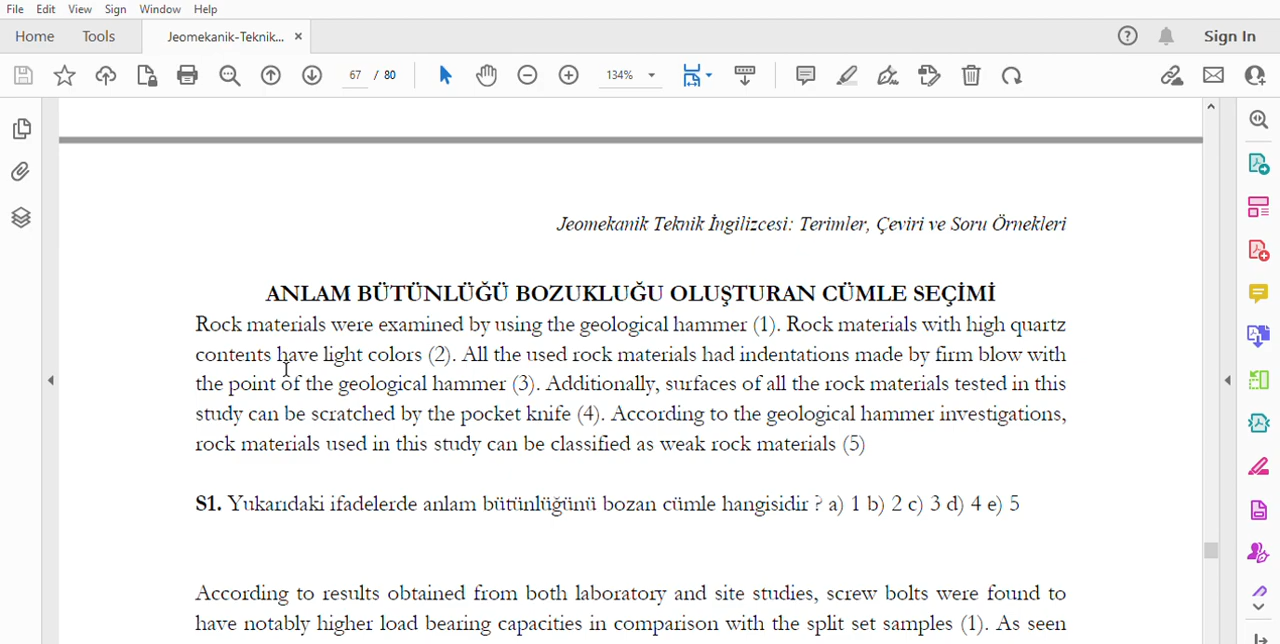 File Edit View Sign Window Help
Home Tools Jeomekanik-Teknik... × Sign In
67 / 80 134%
Jeomekanik Teknik İngilizcesi: Terimler, Çeviri ve Soru Örnekleri
ANLAM BÜTÜNLÜĞÜ BOZUKLUĞU OLUŞTURAN CÜMLE SEÇİMİ
Rock materials were examined by using the geological hammer (1). Rock materials with high quartz
contents have light colors (2). All the used rock materials had indentations made by firm blow with
the point of the geological hammer (3). Additionally, surfaces of all the rock materials tested in this
study can be scratched by the pocket knife (4). According to the geological hammer investigations,
rock materials used in this study can be classified as weak rock materials (5)
S1. Yukarıdaki ifadelerde anlam bütünlüğünü bozan cümle hangisidir ? a) 1 b) 2 c) 3 d) 4 e) 5
According to results obtained from both laboratory and site studies, screw bolts were found to
have notably higher load bearing capacities in comparison with the split set samples (1). As seen